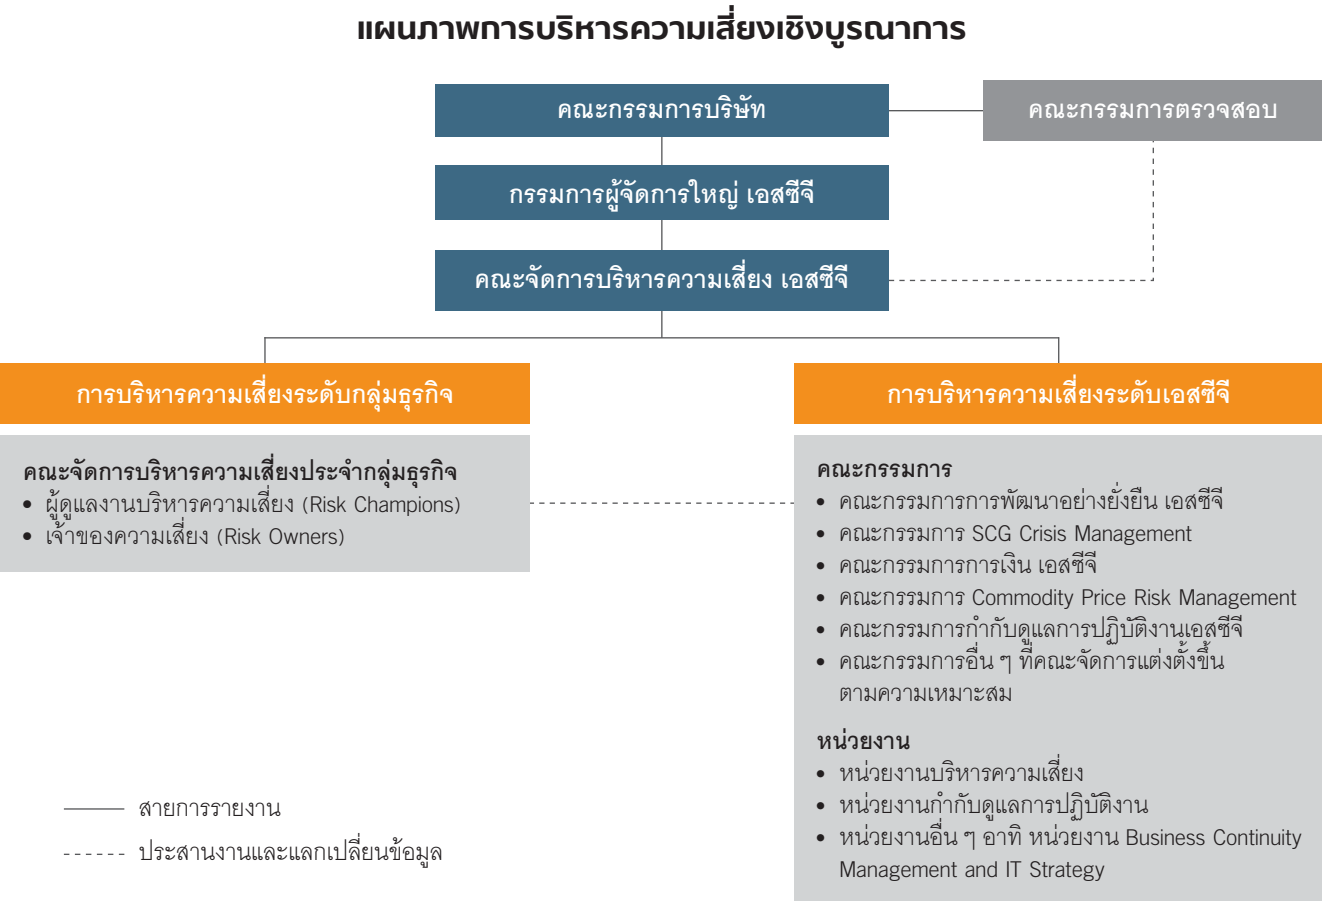 แผนภาพการบริหารความเสี่ยงเชิงบูรณาการ
คณะกรรมการบริษัท
คณะกรรมการตรวจสอบ
กรรมการผู้จัดการใหญ่ เอสซีจี
คณะจัดการบริหารความเสี่ยง เอสซีจี
การบริหารความเสี่ยงระดับกลุ่มธุรกิจ
คณะจัดการบริหารความเสี่ยงประจำกลุ่มธุรกิจ
• ผู้ดูแลงานบริหารความเสี่ยง (Risk Champions)
• เจ้าของความเสี่ยง (Risk Owners)
การบริหารความเสี่ยงระดับเอสซีจี
คณะกรรมการ
• คณะกรรมการการพัฒนาอย่างยั่งยืน เอสซีจี
• คณะกรรมการ SCG Crisis Management
• คณะกรรมการการเงิน เอสซีจี
• คณะกรรมการ Commodity Price Risk Management
• คณะกรรมการกำกับดูแลการปฏิบัติงานเอสซีจี
• คณะกรรมการอื่น ๆ ที่คณะจัดการแต่งตั้งขึ้น
ตามความเหมาะสม
หน่วยงาน
• หน่วยงานบริหารความเสี่ยง
• หน่วยงานกำกับดูแลการปฏิบัติงาน
• หน่วยงานอื่น ๆ อาทิ หน่วยงาน Business Continuity
Management and IT Strategy
สายการรายงาน
ประสานงานและแลกเปลี่ยนข้อมูล